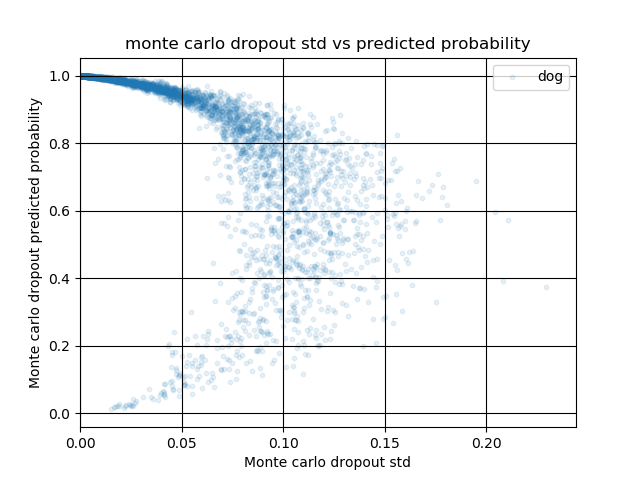 monte carlo dropout std vs predicted probability
dog
Monte carlo dropout predicted probability
1.0
0.8
0.6
0.4
0.2
0.0
0.00 0.05 0.10 0.15 0.20
Monte carlo dropout std